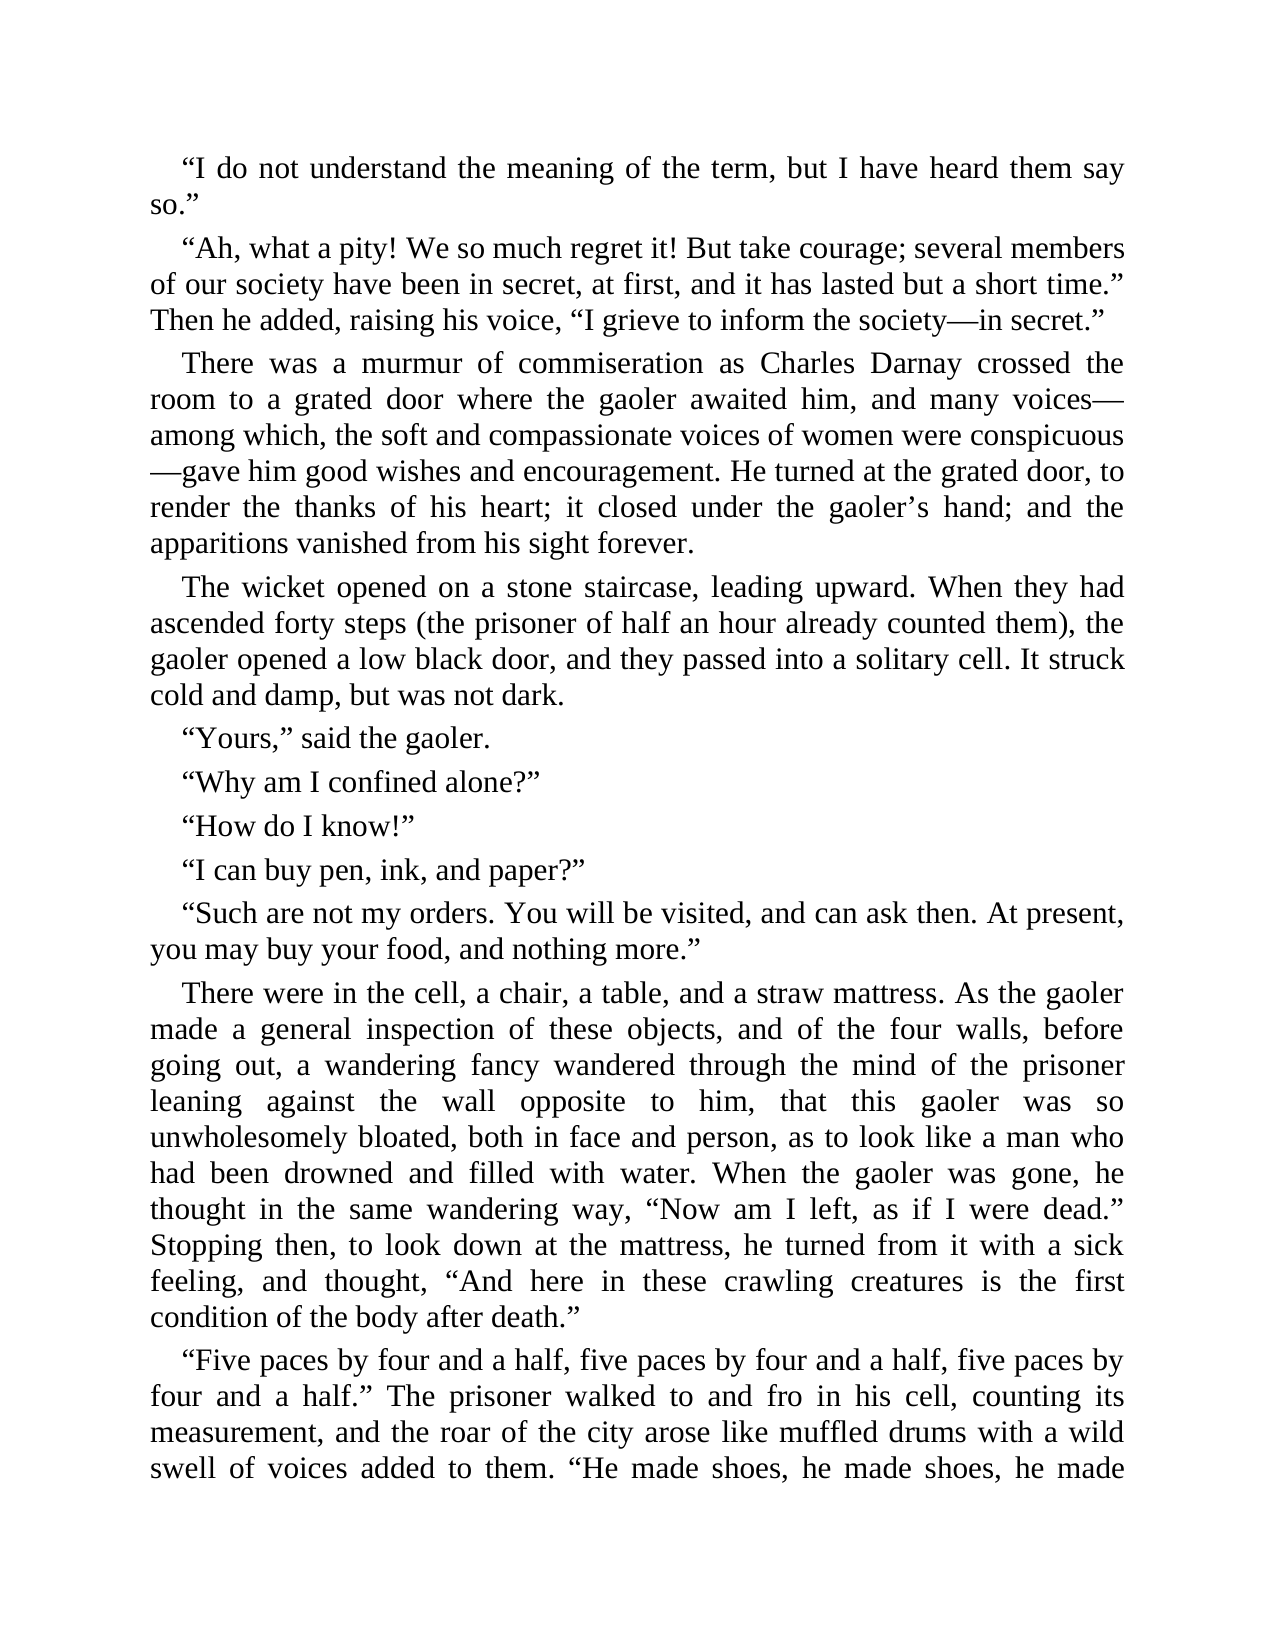 “I do not understand the meaning of the term, but I have heard them say
so.”
“Ah, what a pity! We so much regret it! But take courage; several members
of our society have been in secret, at first, and it has lasted but a short time.”
Then he added, raising his voice, “I grieve to inform the society—in secret.”
There was a murmur of commiseration as Charles Darnay crossed the
room to a grated door where the gaoler awaited him, and many voices—
among which, the soft and compassionate voices of women were conspicuous
—gave him good wishes and encouragement. He turned at the grated door, to
render the thanks of his heart; it closed under the gaoler’s hand; and the
apparitions vanished from his sight forever.
The wicket opened on a stone staircase, leading upward. When they had
ascended forty steps (the prisoner of half an hour already counted them), the
gaoler opened a low black door, and they passed into a solitary cell. It struck
cold and damp, but was not dark.
“Yours,” said the gaoler.
“Why am I confined alone?”
“How do I know!”
“I can buy pen, ink, and paper?”
“Such are not my orders. You will be visited, and can ask then. At present,
you may buy your food, and nothing more.”
There were in the cell, a chair, a table, and a straw mattress. As the gaoler
made a general inspection of these objects, and of the four walls, before
going out, a wandering fancy wandered through the mind of the prisoner
leaning against the wall opposite to him, that this gaoler was so
unwholesomely bloated, both in face and person, as to look like a man who
had been drowned and filled with water. When the gaoler was gone, he
thought in the same wandering way, “Now am I left, as if I were dead.”
Stopping then, to look down at the mattress, he turned from it with a sick
feeling, and thought, “And here in these crawling creatures is the first
condition of the body after death.”
“Five paces by four and a half, five paces by four and a half, five paces by
four and a half.” The prisoner walked to and fro in his cell, counting its
measurement, and the roar of the city arose like muffled drums with a wild
swell of voices added to them. “He made shoes, he made shoes, he made